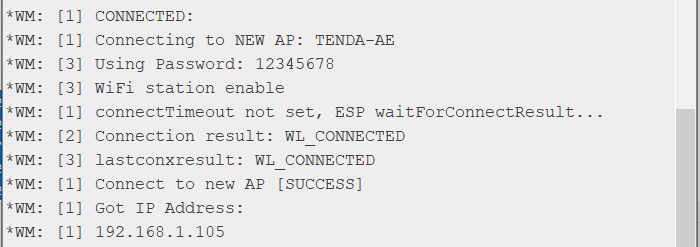 *WM: [1] CONNECTED:
*WM: [1] Connecting to NEW AP: TENDA-AE
*WM: [3] Using Password: 12345678
*WM: [3] WiFi station enable
*WM: [1] connectTimeout not set, ESP waitForConnectResult...
*WM: [2] Connection result: WL_CONNECTED
*WM: [3] lastconxresult: WL_CONNECTED
*WM: [1] Connect to new AP [SUCCESS]
*WM: [1] Got IP Address:
*WM: [1] 192.168.1.105